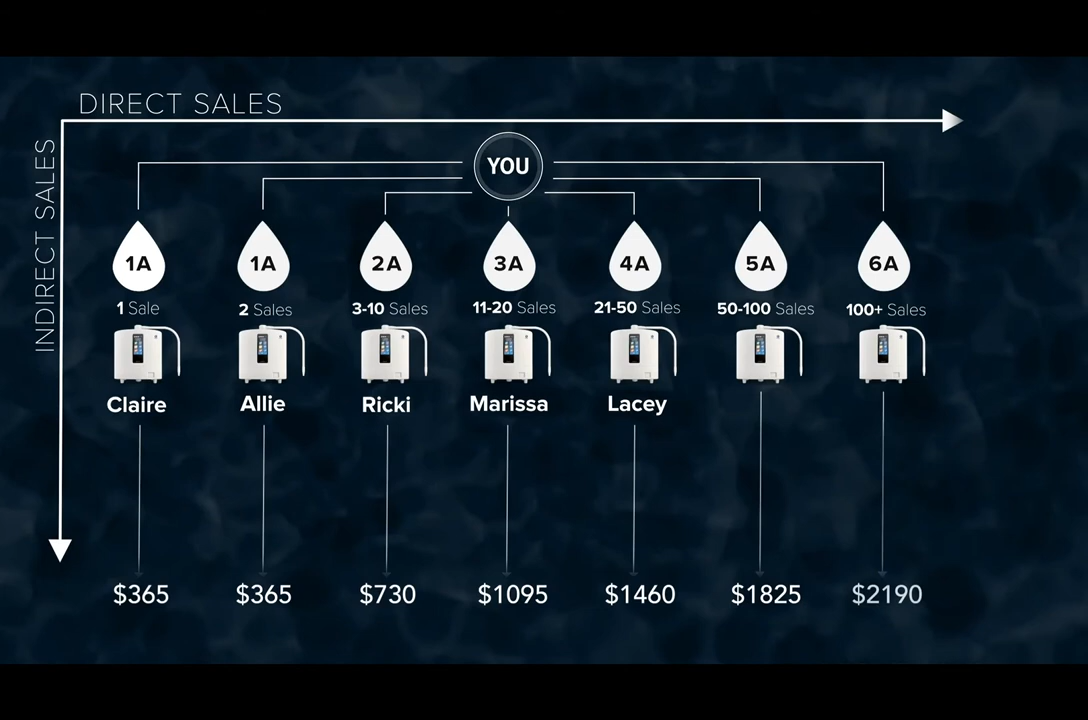 DIRECT SALES
INDIRECT SALES
YOU
1A
1A
2A
3A
4A
5A
6A
1 Sale
2 Sales
3-10 Sales
11-20 Sales
21-50 Sales
50-100 Sales
100+ Sales
Claire
Allie
Ricki
Marissa
Lacey
$365
$365
$730
$1095
$1460
$1825
$2190